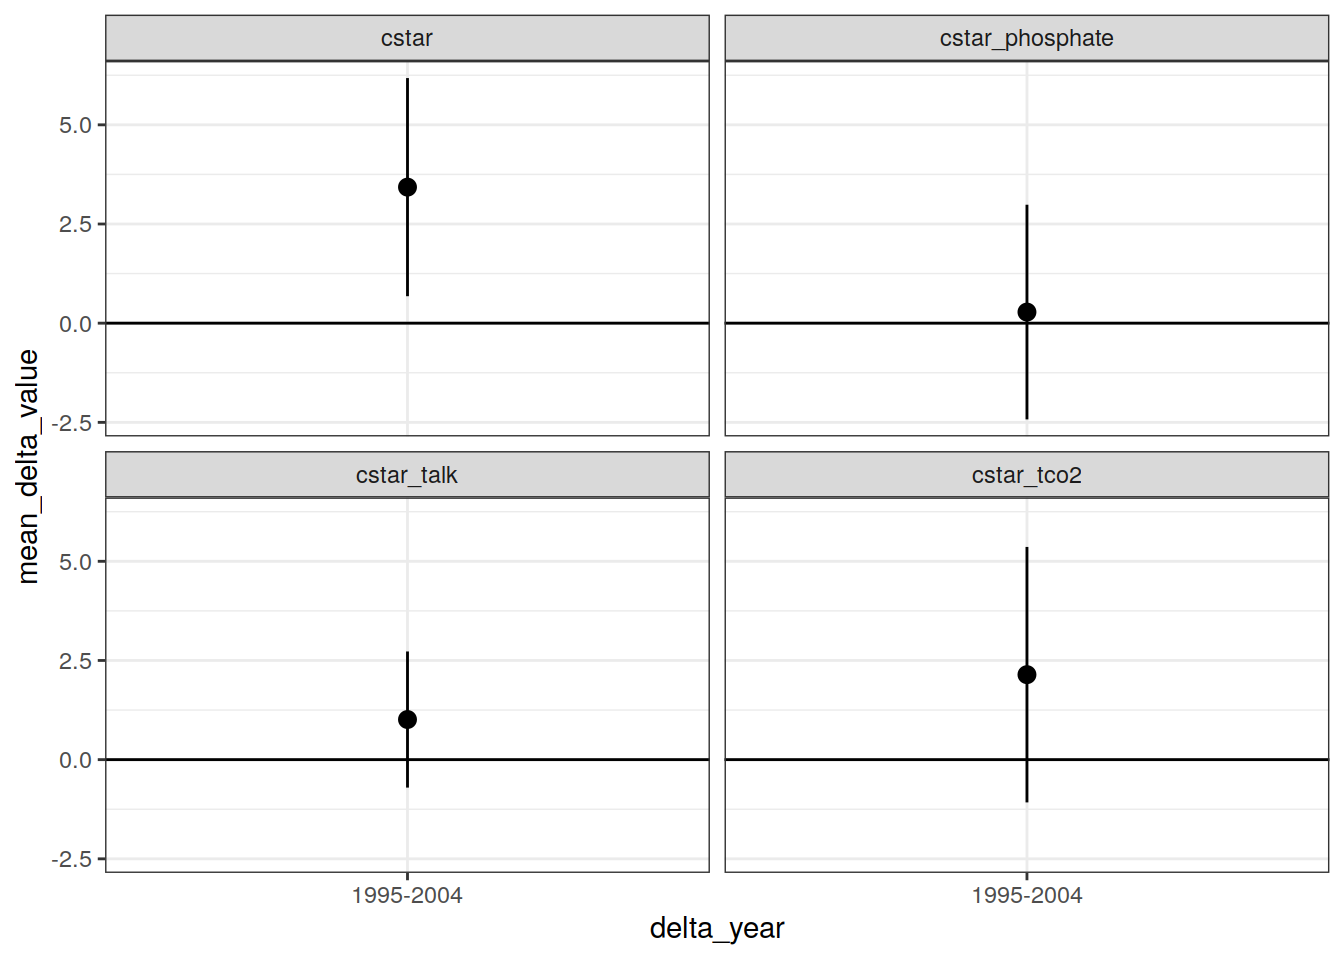 cstar
cstar_phosphate
5.0
2.5
0.0
-2.5
cstar_talk
cstar_tco2
5.0
2.5
0.0
-2.5
1995-2004
1995-2004
delta_year
mean_delta_value